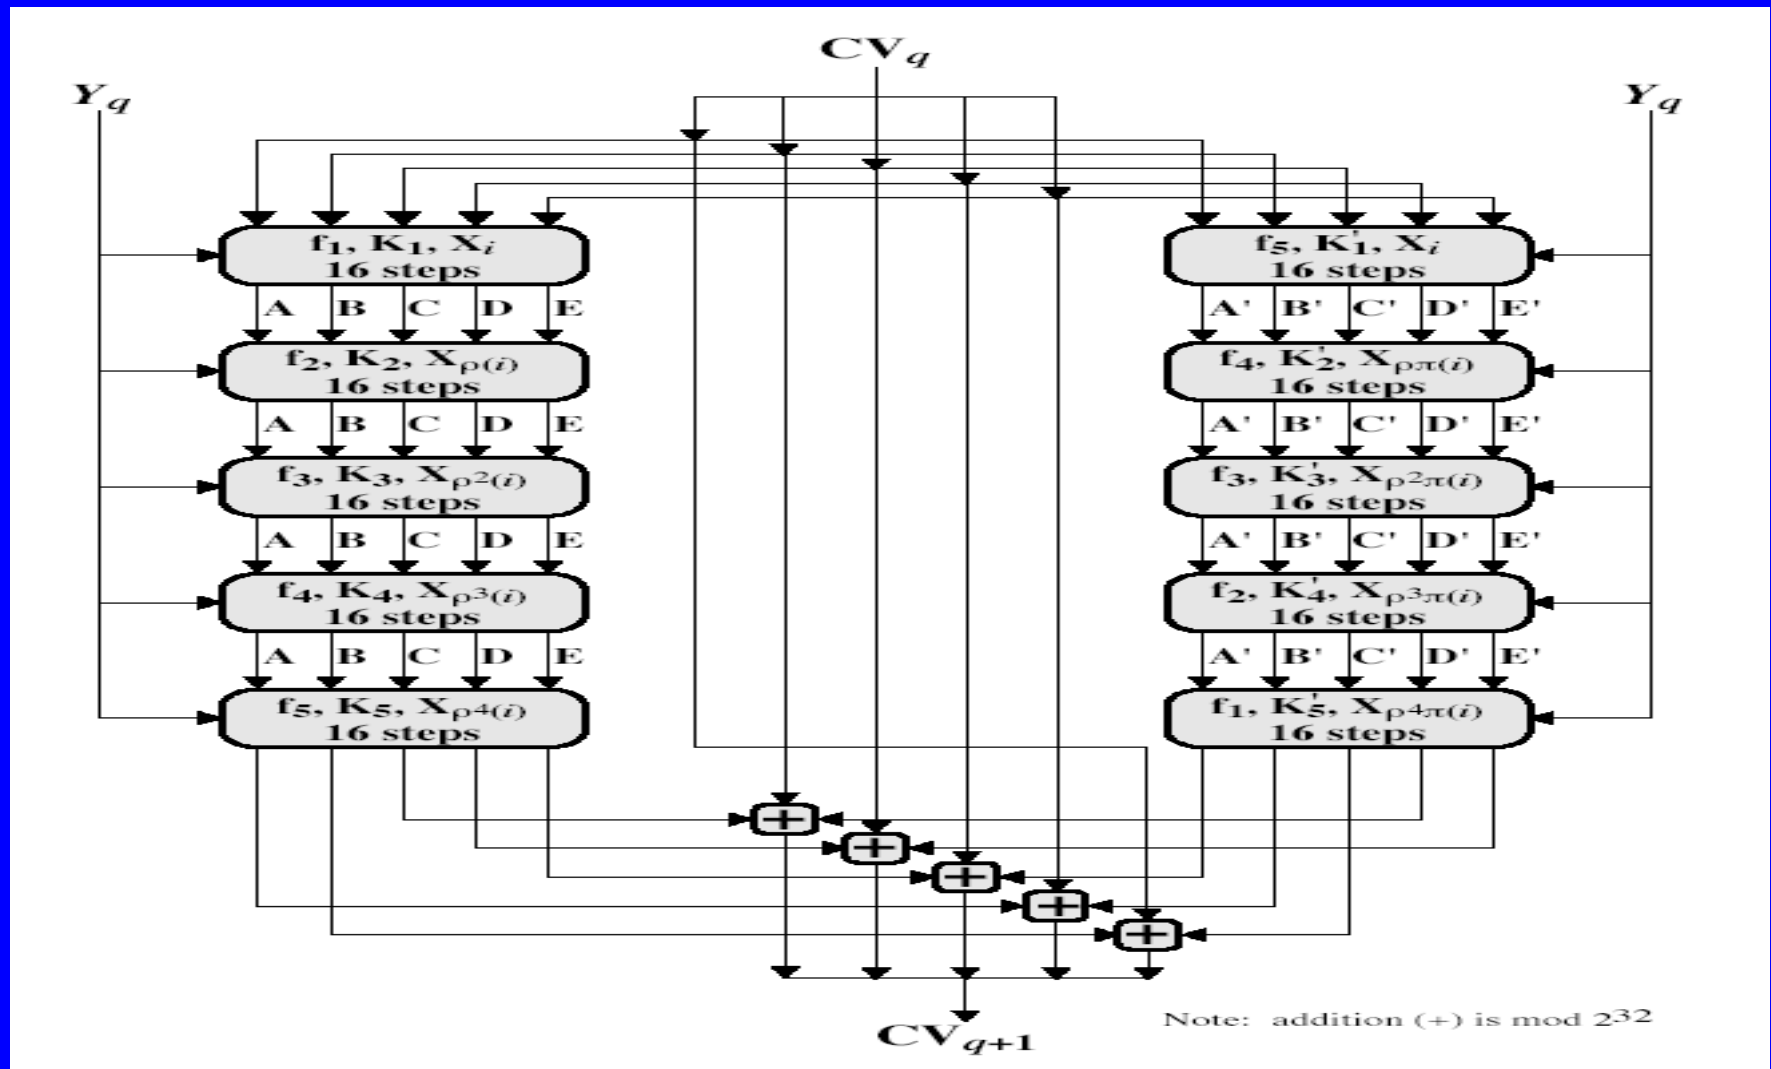 CVq
Yq Yq
f1, K1, Xi
16 steps
f5, K'1, Xi
16 steps
A B C D E
A' B' C' D' E'
f2, K2, Xρ(i)
16 steps
f4, K'2, Xρπ(i)
16 steps
A B C D E
A' B' C' D' E'
f3, K3, Xρ²(i)
16 steps
f3, K'3, Xρ²π(i)
16 steps
A B C D E
A' B' C' D' E'
f4, K4, Xρ³(i)
16 steps
f2, K'4, Xρ³π(i)
16 steps
A B C D E
A' B' C' D' E'
f5, K5, Xρ⁴(i)
16 steps
f1, K'5, Xρ⁴π(i)
16 steps
+
+
+
+
+
Note: addition (+) is mod 2³²
CVq+1